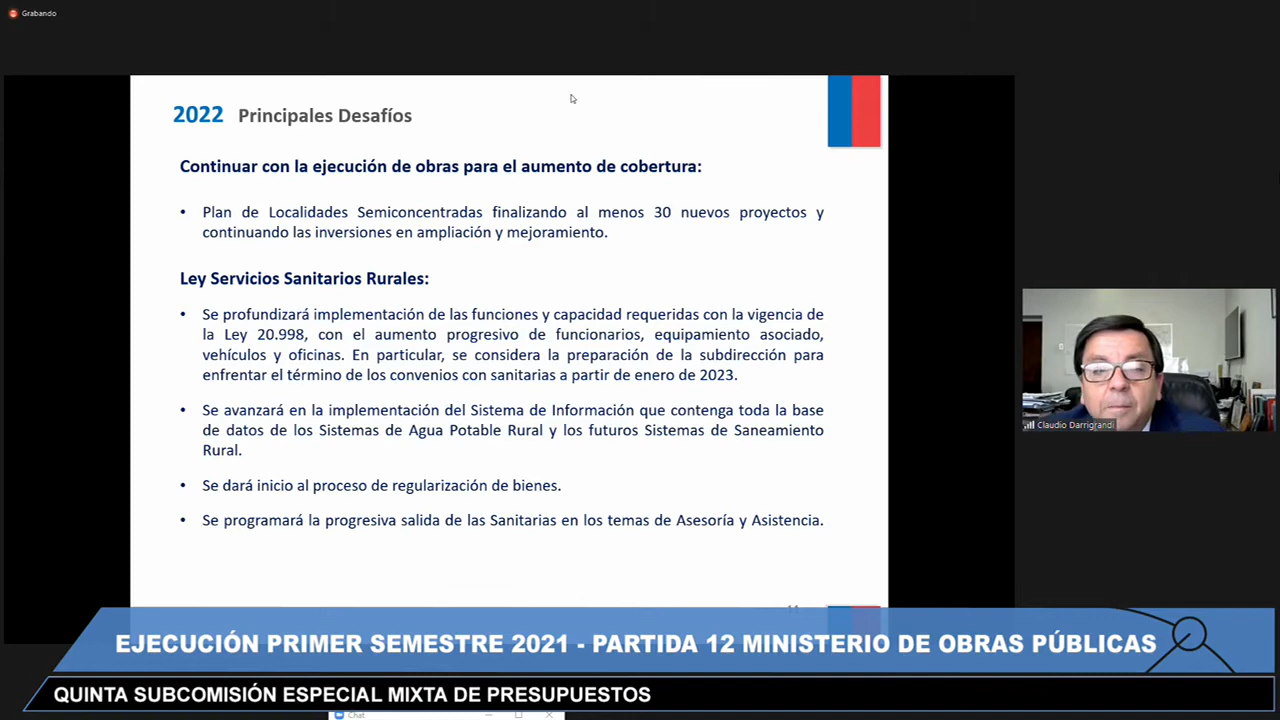 Grabando
2022 Principales Desafíos
Continuar con la ejecución de obras para el aumento de cobertura:
• Plan de Localidades Semiconcentradas finalizando al menos 30 nuevos proyectos y
continuando las inversiones en ampliación y mejoramiento.
Ley Servicios Sanitarios Rurales:
• Se profundizará implementación de las funciones y capacidad requeridas con la vigencia de
la Ley 20.998, con el aumento progresivo de funcionarios, equipamiento asociado,
vehículos y oficinas. En particular, se considera la preparación de la subdirección para
enfrentar el término de los convenios con sanitarias a partir de enero de 2023.
• Se avanzará en la implementación del Sistema de Información que contenga toda la base
de datos de los Sistemas de Agua Potable Rural y los futuros Sistemas de Saneamiento
Rural.
• Se dará inicio al proceso de regularización de bienes.
• Se programará la progresiva salida de las Sanitarias en los temas de Asesoría y Asistencia.
Claudio Darrigrandi
11
EJECUCIÓN PRIMER SEMESTRE 2021 - PARTIDA 12 MINISTERIO DE OBRAS PÚBLICAS
QUINTA SUBCOMISIÓN ESPECIAL MIXTA DE PRESUPUESTOS
Chat